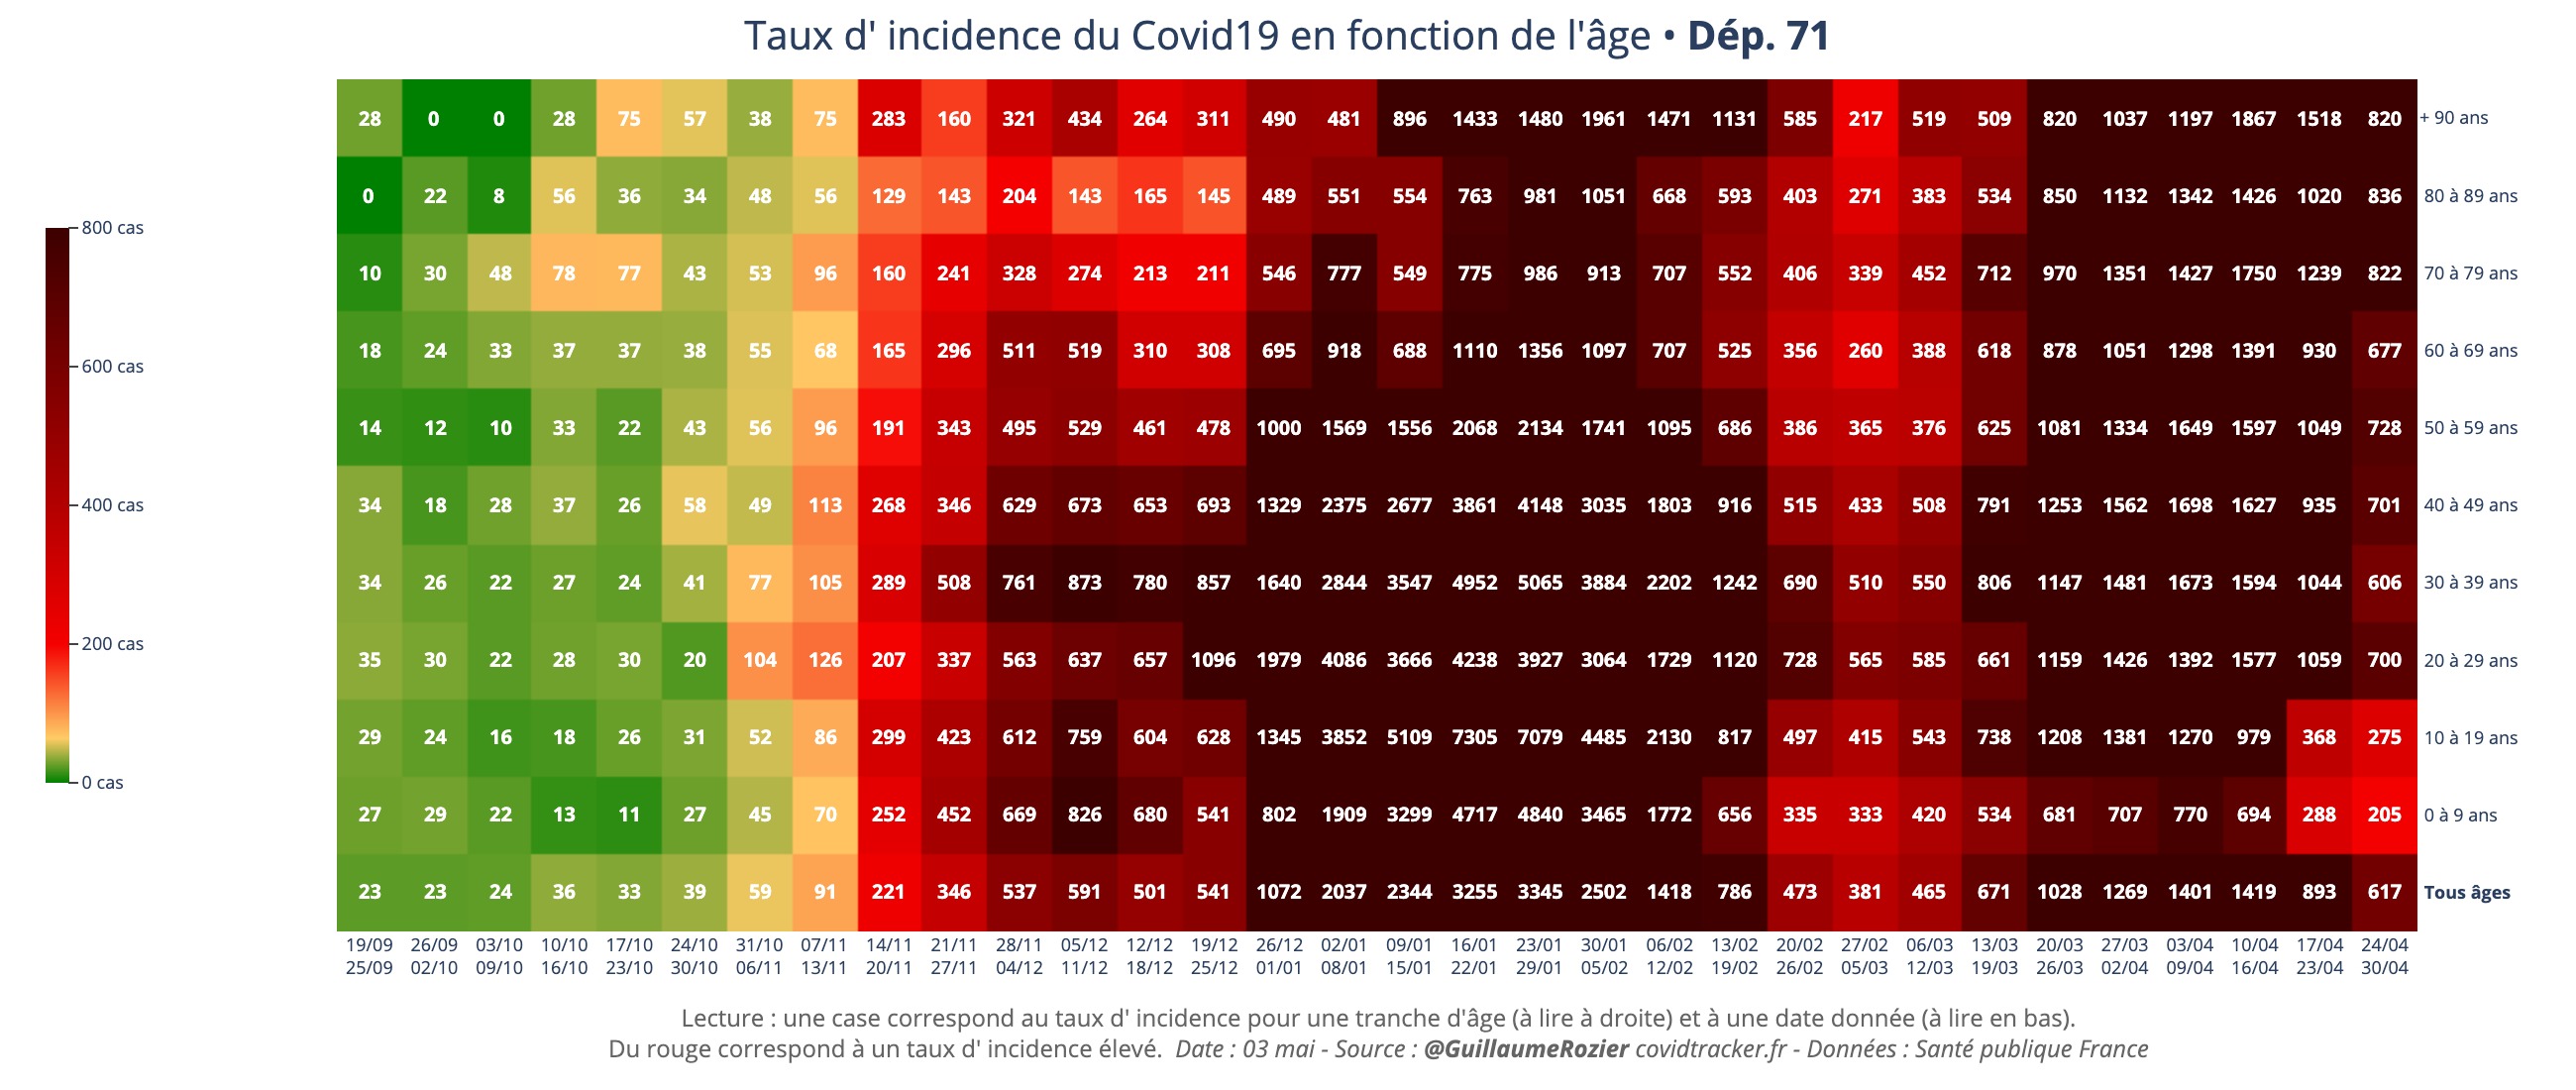 Taux d' incidence du Covid19 en fonction de l'âge • Dép. 71
800 cas
600 cas
400 cas
200 cas
0 cas
28 0 0 28 75 57 38 75 283 160 321 434 264 311 490 481 896 1433 1480 1961 1471 1131 585 217 519 509 820 1037 1197 1867 1518 820 + 90 ans
0 22 8 56 36 34 48 56 129 143 204 143 165 145 489 551 554 763 981 1051 668 593 403 271 383 534 850 1132 1342 1426 1020 836 80 à 89 ans
10 30 48 78 77 43 53 96 160 241 328 274 213 211 546 777 549 775 986 913 707 552 406 339 452 712 970 1351 1427 1750 1239 822 70 à 79 ans
18 24 33 37 37 38 55 68 165 296 511 519 310 308 695 918 688 1110 1356 1097 707 525 356 260 388 618 878 1051 1298 1391 930 677 60 à 69 ans
14 12 10 33 22 43 56 96 191 343 495 529 461 478 1000 1569 1556 2068 2134 1741 1095 686 386 365 376 625 1081 1334 1649 1597 1049 728 50 à 59 ans
34 18 28 37 26 58 49 113 268 346 629 673 653 693 1329 2375 2677 3861 4148 3035 1803 916 515 433 508 791 1253 1562 1698 1627 935 701 40 à 49 ans
34 26 22 27 24 41 77 105 289 508 761 873 780 857 1640 2844 3547 4952 5065 3884 2202 1242 690 510 550 806 1147 1481 1673 1594 1044 606 30 à 39 ans
35 30 22 28 30 20 104 126 207 337 563 637 657 1096 1979 4086 3666 4238 3927 3064 1729 1120 728 565 585 661 1159 1426 1392 1577 1059 700 20 à 29 ans
29 24 16 18 26 31 52 86 299 423 612 759 604 628 1345 3852 5109 7305 7079 4485 2130 817 497 415 543 738 1208 1381 1270 979 368 275 10 à 19 ans
27 29 22 13 11 27 45 70 252 452 669 826 680 541 802 1909 3299 4717 4840 3465 1772 656 335 333 420 534 681 707 770 694 288 205 0 à 9 ans
23 23 24 36 33 39 59 91 221 346 537 591 501 541 1072 2037 2344 3255 3345 2502 1418 786 473 381 465 671 1028 1269 1401 1419 893 617 Tous âges
19/09 26/09 03/10 10/10 17/10 24/10 31/10 07/11 14/11 21/11 28/11 05/12 12/12 19/12 26/12 02/01 09/01 16/01 23/01 30/01 06/02 13/02 20/02 27/02 06/03 13/03 20/03 27/03 03/04 10/04 17/04 24/04
25/09 02/10 09/10 16/10 23/10 30/10 06/11 13/11 20/11 27/11 04/12 11/12 18/12 25/12 01/01 08/01 15/01 22/01 29/01 05/02 12/02 19/02 26/02 05/03 12/03 19/03 26/03 02/04 09/04 16/04 23/04 30/04
Lecture : une case correspond au taux d' incidence pour une tranche d'âge (à lire à droite) et à une date donnée (à lire en bas).
Du rouge correspond à un taux d' incidence élevé. Date : 03 mai - Source : @GuillaumeRozier covidtracker.fr - Données : Santé publique France